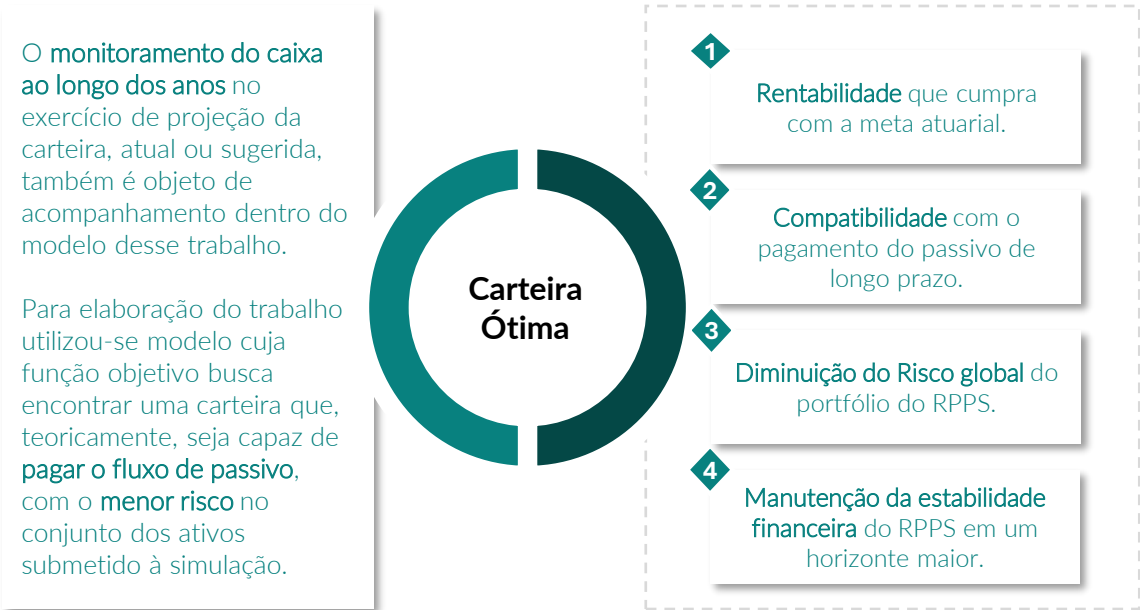 O monitoramento do caixa
ao longo dos anos no
exercício de projeção da
carteira, atual ou sugerida,
também é objeto de
acompanhamento dentro do
modelo desse trabalho.
Para elaboração do trabalho
utilizou-se modelo cuja
função objetivo busca
encontrar uma carteira que,
teoricamente, seja capaz de
pagar o fluxo de passivo,
com o menor risco no
conjunto dos ativos
submetido à simulação.
Carteira
Ótima
1
Rentabilidade que cumpra
com a meta atuarial.
2
Compatibilidade com o
pagamento do passivo de
longo prazo.
3
Diminuição do Risco global do
portfólio do RPPS.
4
Manutenção da estabilidade
financeira do RPPS em um
horizonte maior.